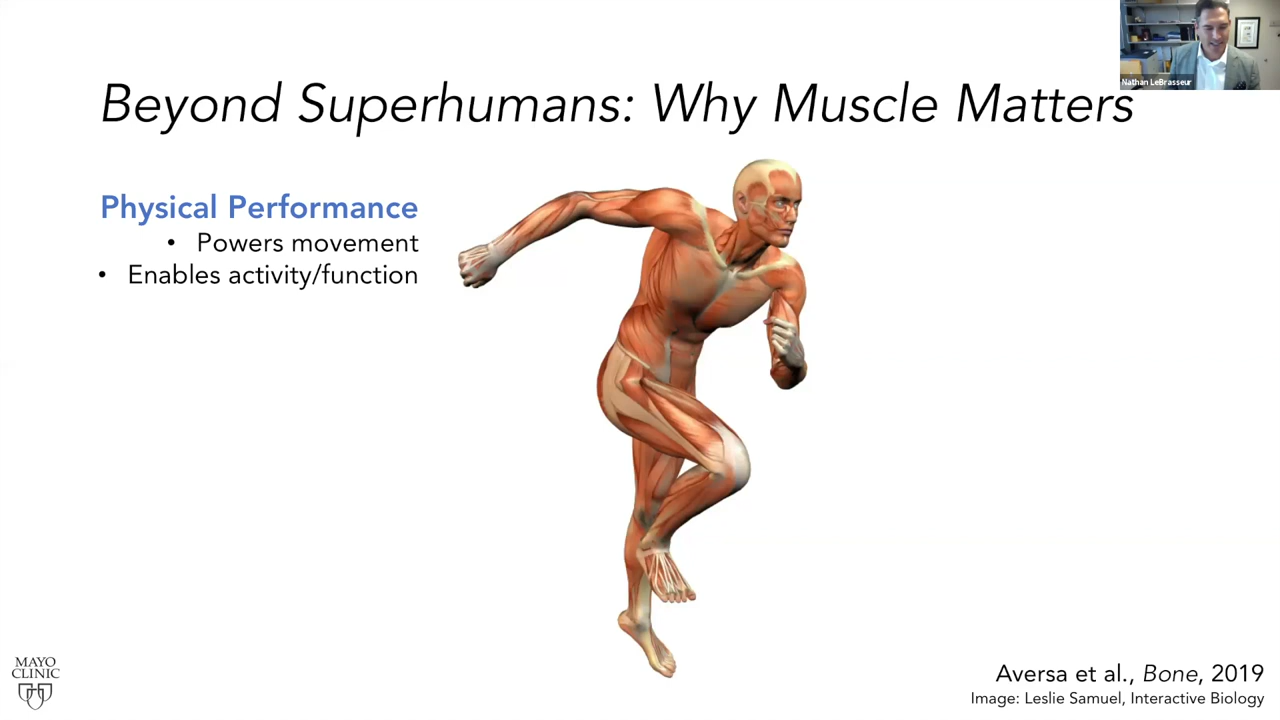 Nathan LeBrasseur
Beyond Superhumans: Why Muscle Matters
Physical Performance
• Powers movement
• Enables activity/function
MAYO
CLINIC
Aversa et al., Bone, 2019
Image: Leslie Samuel, Interactive Biology